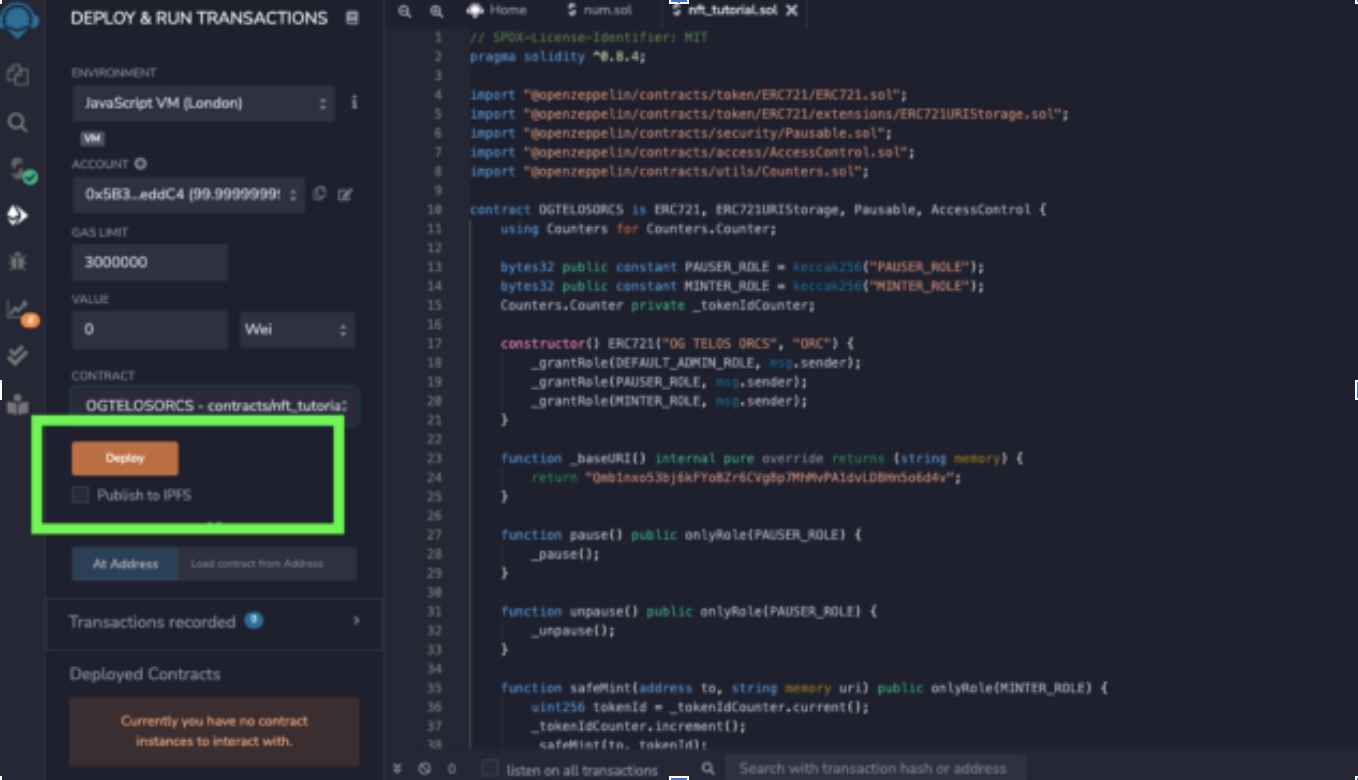 DEPLOY & RUN TRANSACTIONS
ENVIRONMENT
JavaScript VM (London)
VM
ACCOUNT
0x5B3...eddC4 (99.9999999
GAS LIMIT
3000000
VALUE
0
Wei
CONTRACT
OGTELOSORCS - contracts/nft_tutoria
Deploy
Publish to IPFS
At Address
Load contract from Address
Transactions recorded
Deployed Contracts
Currently you have no contract
instances to interact with.
Home
num.sol
nft_tutorial.sol
1 // SPDX-License-Identifier: MIT
2 pragma solidity ^0.8.4;
3
4 import "@openzeppelin/contracts/token/ERC721/ERC721.sol";
5 import "@openzeppelin/contracts/token/ERC721/extensions/ERC721URIStorage.sol";
6 import "@openzeppelin/contracts/security/Pausable.sol";
7 import "@openzeppelin/contracts/access/AccessControl.sol";
8 import "@openzeppelin/contracts/utils/Counters.sol";
9
10 contract OGTELOSORCS is ERC721, ERC721URIStorage, Pausable, AccessControl {
11 using Counters for Counters.Counter;
12
13 bytes32 public constant PAUSER_ROLE = keccak256("PAUSER_ROLE");
14 bytes32 public constant MINTER_ROLE = keccak256("MINTER_ROLE");
15 Counters.Counter private _tokenIdCounter;
16
17 constructor() ERC721("OG TELOS ORCS", "ORC") {
18 _grantRole(DEFAULT_ADMIN_ROLE, msg.sender);
19 _grantRole(PAUSER_ROLE, msg.sender);
20 _grantRole(MINTER_ROLE, msg.sender);
21 }
22
23 function _baseURI() internal pure override returns (string memory) {
24 return
25 }
26
27 function pause() public onlyRole(PAUSER_ROLE) {
28 _pause();
29 }
30
31 function unpause() public onlyRole(PAUSER_ROLE) {
32 _unpause();
33 }
34
35 function safeMint(address to, string memory uri) public onlyRole(MINTER_ROLE) {
36 uint256 tokenId = _tokenIdCounter.current();
37 _tokenIdCounter.increment();
38 _safeMint(to, tokenId);
0
listen on all transactions
Search with transaction hash or address